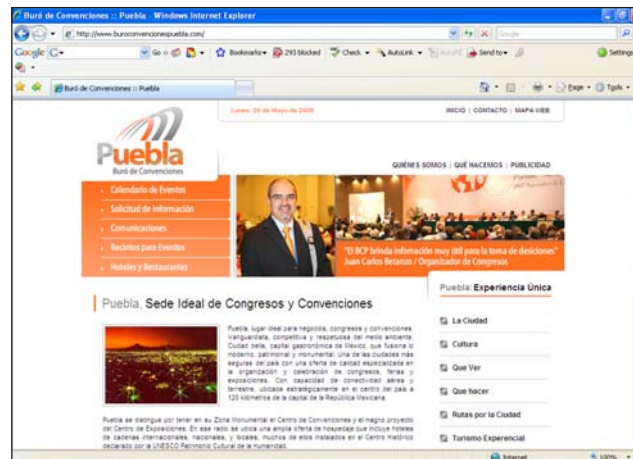 Buró de Convenciones :: Puebla - Windows Internet Explorer
http://www.buroconvencionespuebla.com/
Google
Google G Go Bookmarks 293 blocked Check AutoLink AutoFill Send to Settings
Buró de Convenciones :: Puebla Page Tools
Lunes, 26 de Mayo de 2008 INICIO | CONTACTO | MAPA WEB
Puebla
Buró de Convenciones
QUIÉNES SOMOS | QUÉ HACEMOS | PUBLICIDAD
Calendario de Eventos
Solicitud de Información
Comunicaciones
Recintos para Eventos
Hoteles y Restaurantes
"El BCP brinda infernación muy útil para la toma de desiciones"
Juan Carlos Betanzo / Organizador de Congresos
Puebla, Sede Ideal de Congresos y Convenciones
Puebla, lugar ideal para negocios, congresos y convenciones.
Vanguardista, competitiva y respetuosa del medio ambiente.
Ciudad bella, capital gastronómica de México, que fusiona lo
moderno, patrimonial y monumental. Una de las ciudades más
seguras del país con una oferta de calidad especializada en
la organización y celebración de congresos, ferias y
exposiciones. Con capacidad de conectividad aérea y
terrestre, ubicada estratégicamente en el centro del país a
125 kilómetros de la capital de la República Mexicana.
Puebla se distingue por tener en su Zona Monumental el Centro de Convenciones y el magno proyecto
del Centro de Exposiciones. En ese radio se ubica una amplia oferta de hospedaje que incluye hoteles
de cadenas internacionales, nacionales, y locales, muchos de ellos instalados en el Centro Histórico
declarado por la UNESCO Patrimonio Cultural de la Humanidad.
Puebla: Experiencia Única
La Ciudad
Cultura
Que Ver
Que hacer
Rutas por la Ciudad
Turismo Experencial
Internet 100%